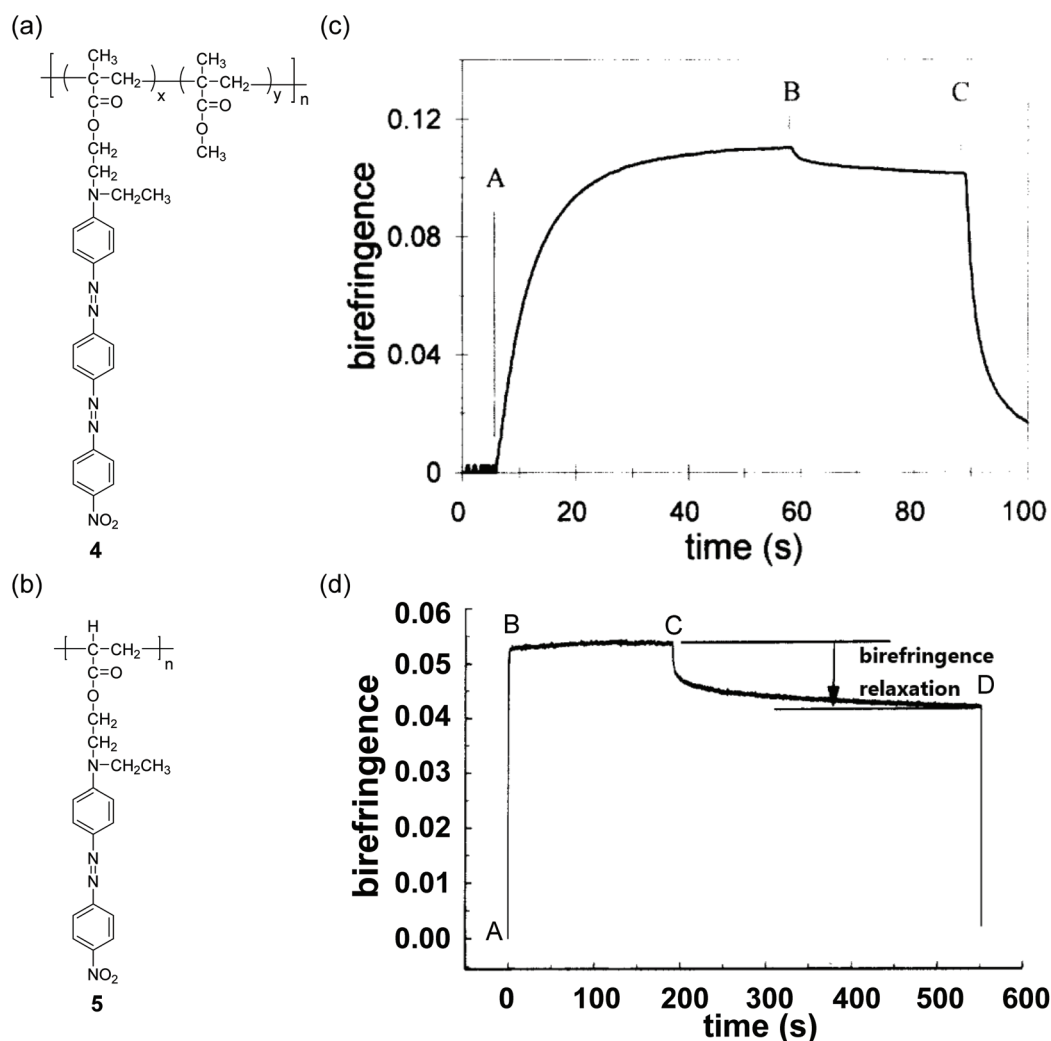 (a)
CH₃
C
CH₂
x
C=O
O
CH₂
CH₂
N
CH₂CH₃
N
N
N
N
NO₂
4
CH₃
C
CH₂
y
n
C=O
O
CH₃
(b)
H
C
CH₂
n
C=O
O
CH₂
CH₂
N
CH₂CH₃
N
N
NO₂
5
(c)
birefringence
0.12
0.08
0.04
0
A
B
C
0
20
40
60
80
100
time (s)
(d)
birefringence
0.06
0.05
0.04
0.03
0.02
0.01
0.00
A
B
C
D
birefringence
relaxation
0
100
200
300
400
500
600
time (s)